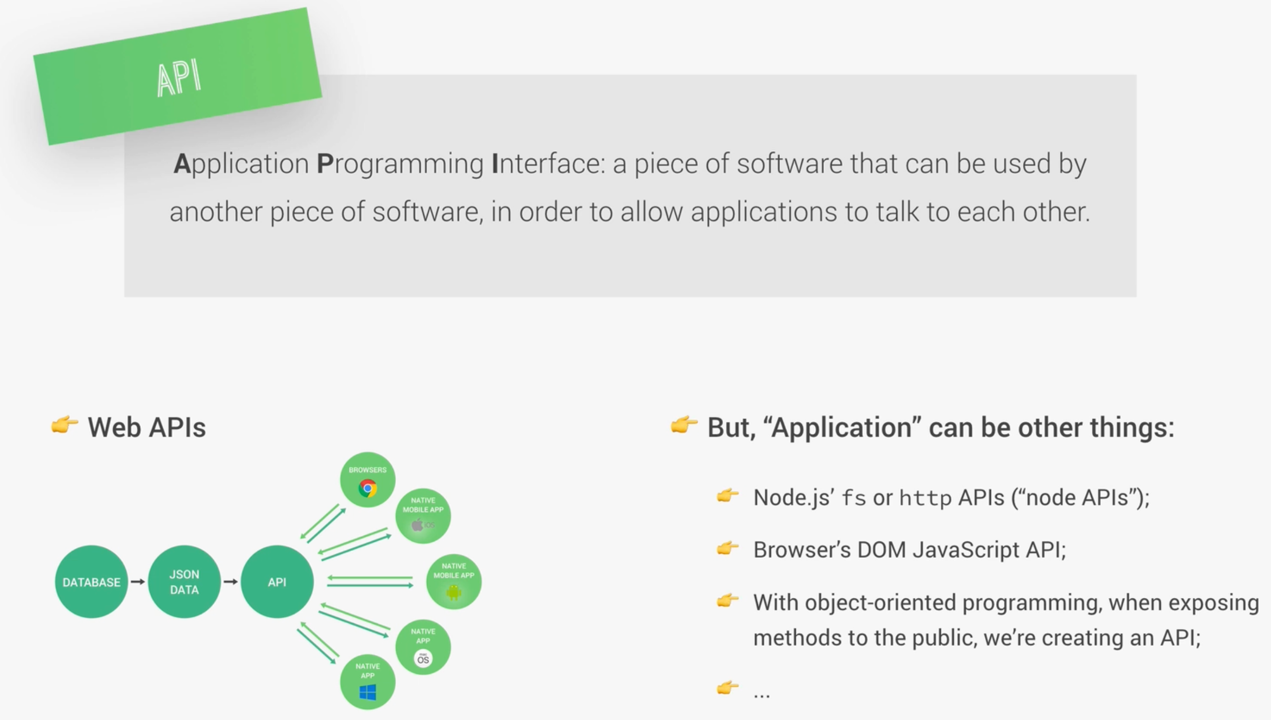 API
Application Programming Interface: a piece of software that can be used by
another piece of software, in order to allow applications to talk to each other.
👉 Web APIs
DATABASE
JSON
DATA
API
BROWSERS
NATIVE
MOBILE APP
iOS
NATIVE
MOBILE APP
NATIVE
APP
macOS
NATIVE
APP
👉 But, “Application” can be other things:
👉 Node.js’ fs or http APIs (“node APIs”);
👉 Browser’s DOM JavaScript API;
👉 With object-oriented programming, when exposing
methods to the public, we’re creating an API;
👉 ...